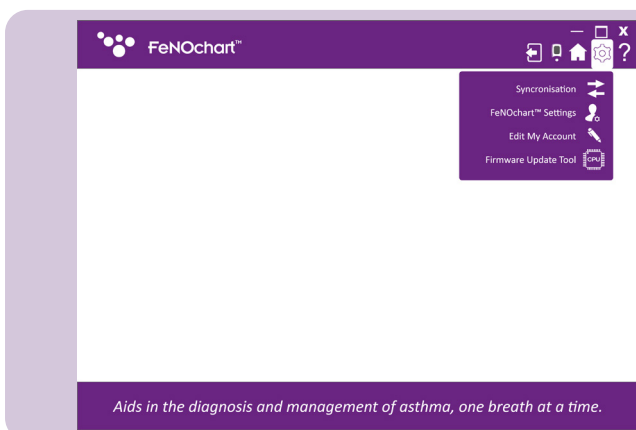 FeNOchart™
x
?
Syncronisation
FeNOchart™ Settings
Edit My Account
Firmware Update Tool
CPU
Aids in the diagnosis and management of asthma, one breath at a time.